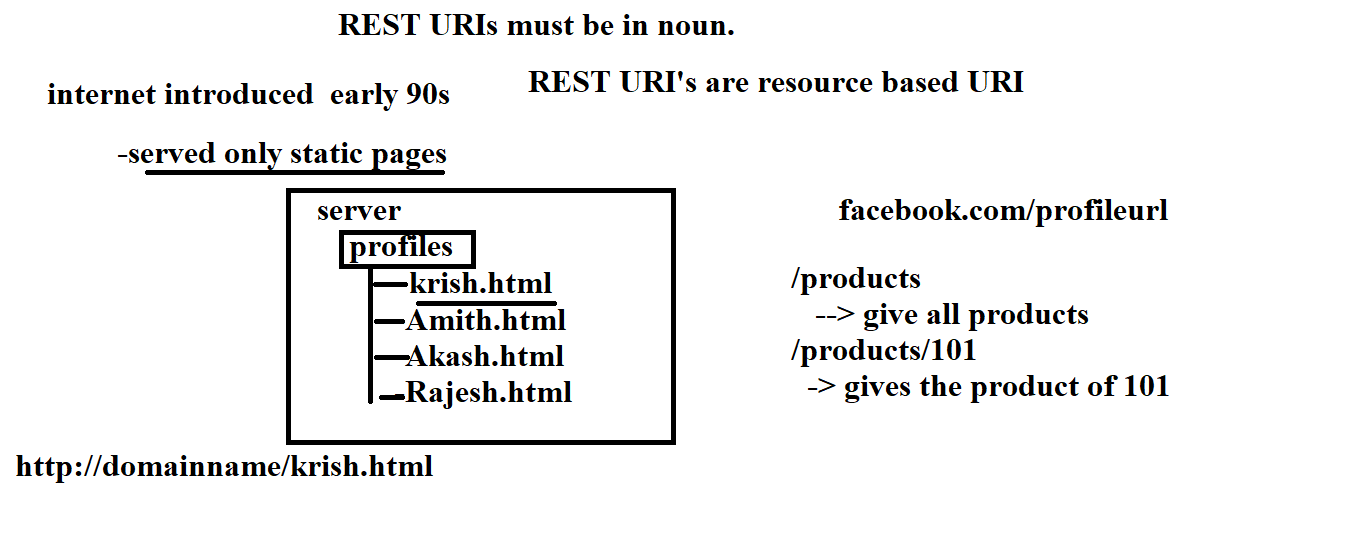 REST URIs must be in noun.
internet introduced  early 90s
REST URI's are resource based URI
-served only static pages
server
profiles
krish.html
Amith.html
Akash.html
Rajesh.html
http://domainname/krish.html
facebook.com/profileurl
/products
--> give all products
/products/101
-> gives the product of 101